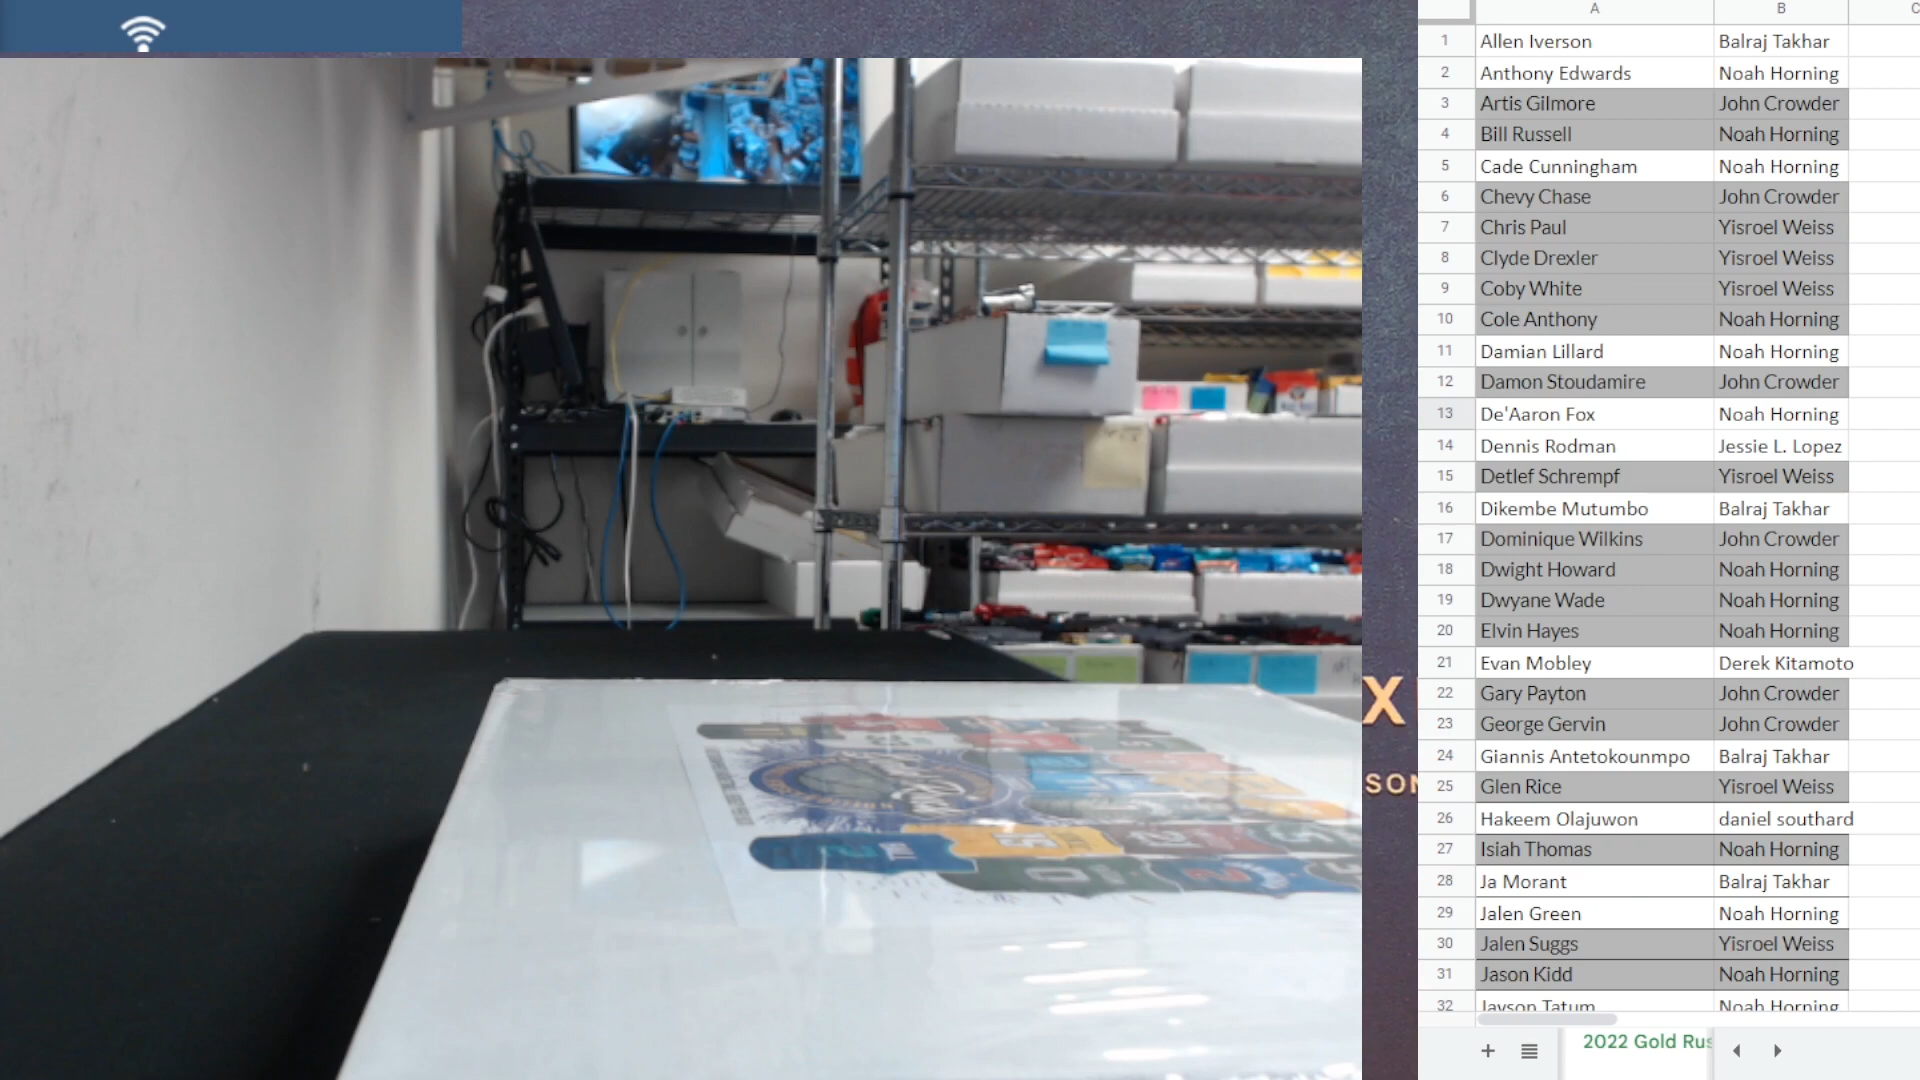 A B C
1 Allen Iverson Balraj Takhar
2 Anthony Edwards Noah Horning
3 Artis Gilmore John Crowder
4 Bill Russell Noah Horning
5 Cade Cunningham Noah Horning
6 Chevy Chase John Crowder
7 Chris Paul Yisroel Weiss
8 Clyde Drexler Yisroel Weiss
9 Coby White Yisroel Weiss
10 Cole Anthony Noah Horning
11 Damian Lillard Noah Horning
12 Damon Stoudamire John Crowder
13 De'Aaron Fox Noah Horning
14 Dennis Rodman Jessie L. Lopez
15 Detlef Schrempf Yisroel Weiss
16 Dikembe Mutumbo Balraj Takhar
17 Dominique Wilkins John Crowder
18 Dwight Howard Noah Horning
19 Dwyane Wade Noah Horning
20 Elvin Hayes Noah Horning
21 Evan Mobley Derek Kitamoto
22 Gary Payton John Crowder
23 George Gervin John Crowder
24 Giannis Antetokounmpo Balraj Takhar
25 Glen Rice Yisroel Weiss
26 Hakeem Olajuwon daniel southard
27 Isiah Thomas Noah Horning
28 Ja Morant Balraj Takhar
29 Jalen Green Noah Horning
30 Jalen Suggs Yisroel Weiss
31 Jason Kidd Noah Horning
32 Jayson Tatum Noah Horning
2022 Gold Rus
X
SON